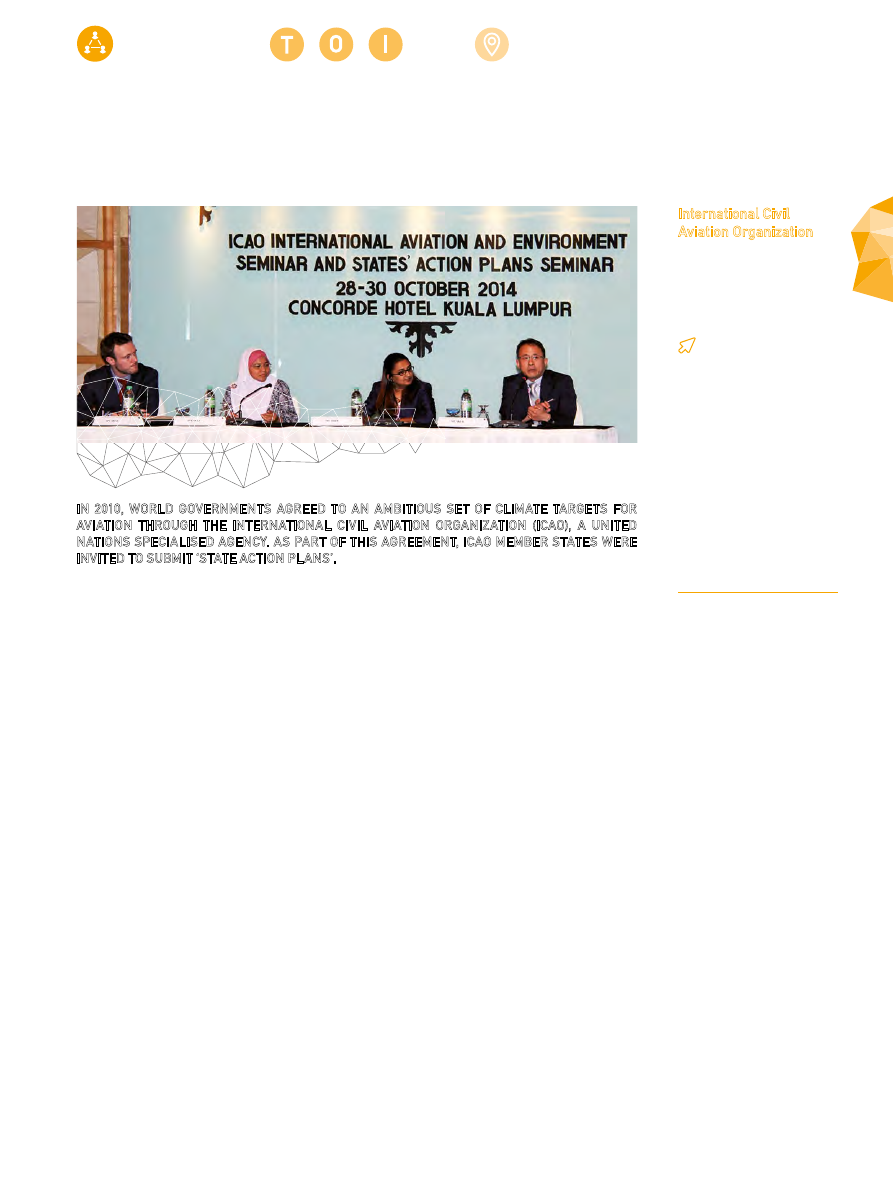 T O I
ICAO INTERNATIONAL AVIATION AND ENVIRONMENT
SEMINAR AND STATES' ACTION PLANS SEMINAR
28-30 OCTOBER 2014
CONCORDE HOTEL KUALA LUMPUR
International Civil
Aviation Organization
IN 2010, WORLD GOVERNMENTS AGREED TO AN AMBITIOUS SET OF CLIMATE TARGETS FOR
AVIATION THROUGH THE INTERNATIONAL CIVIL AVIATION ORGANIZATION (ICAO), A UNITED
NATIONS SPECIALISED AGENCY. AS PART OF THIS AGREEMENT, ICAO MEMBER STATES WERE
INVITED TO SUBMIT 'STATE ACTION PLANS'.